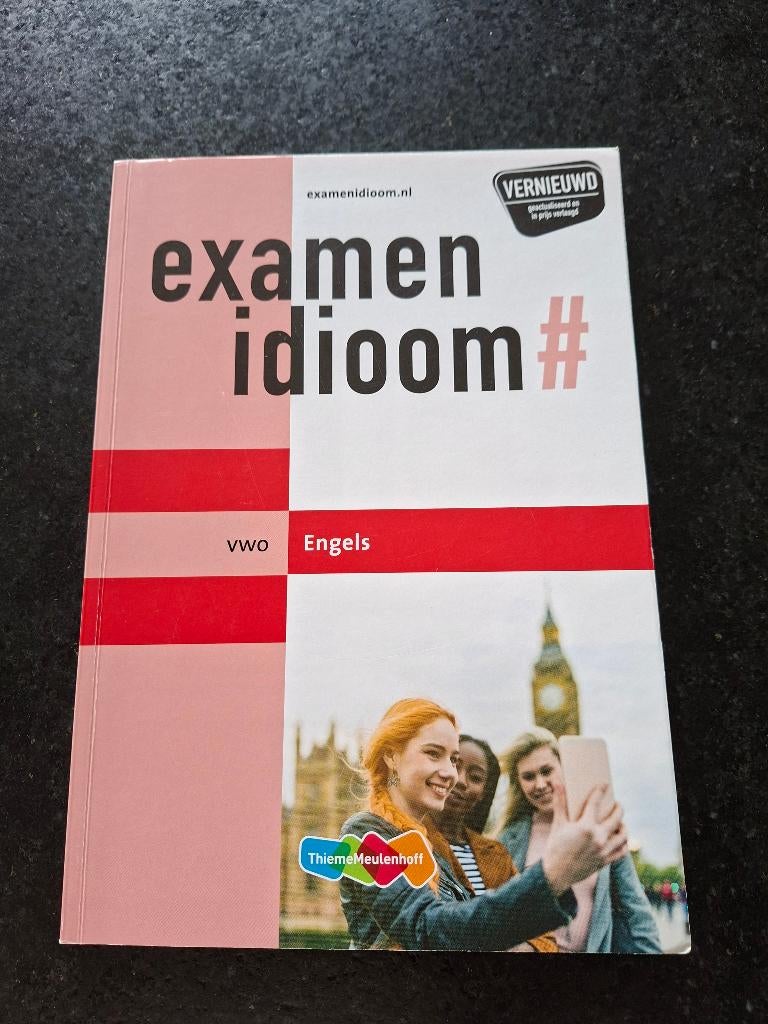 examenidioom.nl
VERNIEUWD
geactualiseerd en
in prijs verlaagd
examen
idioom#
vwo
Engels
ThiemeMeulenhoff